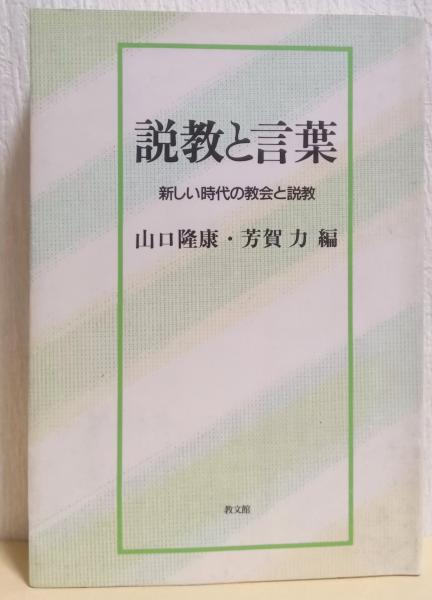 説教と言葉
新しい時代の教会と説教
山口隆康・芳賀 力 編
教文館